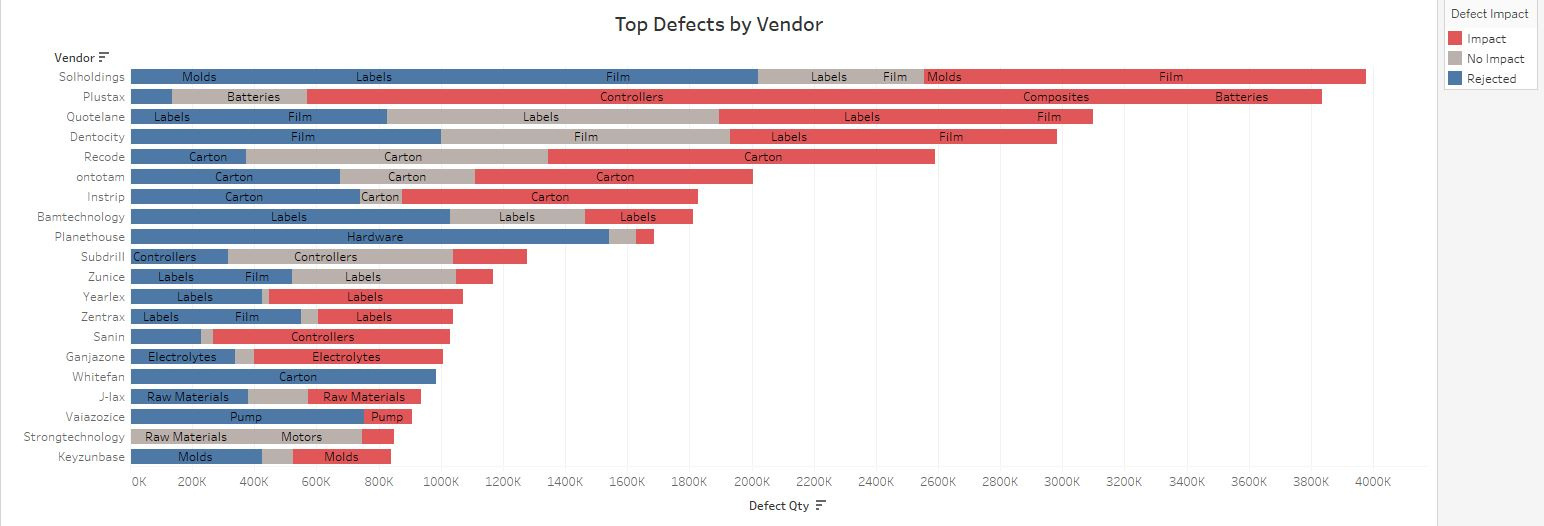 Top Defects by Vendor
Defect Impact
Impact
No Impact
Rejected
Vendor
Solholdings Molds Labels Film Labels Film Molds Film
Plustax Batteries Controllers Composites Batteries
Quotelane Labels Film Labels Labels Film
Dentocity Film Film Labels Film
Recode Carton Carton Carton
ontotam Carton Carton Carton
Instrip Carton Carton Carton
Bamtechnology Labels Labels Labels
Planethouse Hardware
Subdrill Controllers Controllers
Zunice Labels Film Labels
Yearlex Labels Labels
Zentrax Labels Film Labels
Sanin Controllers
Ganjazone Electrolytes Electrolytes
Whitefan Carton
J-lax Raw Materials Raw Materials
Vaiazozice Pump Pump
Strongtechnology Raw Materials Motors
Keyzunbase Molds Molds
0K 200K 400K 600K 800K 1000K 1200K 1400K 1600K 1800K 2000K 2200K 2400K 2600K 2800K 3000K 3200K 3400K 3600K 3800K 4000K
Defect Qty